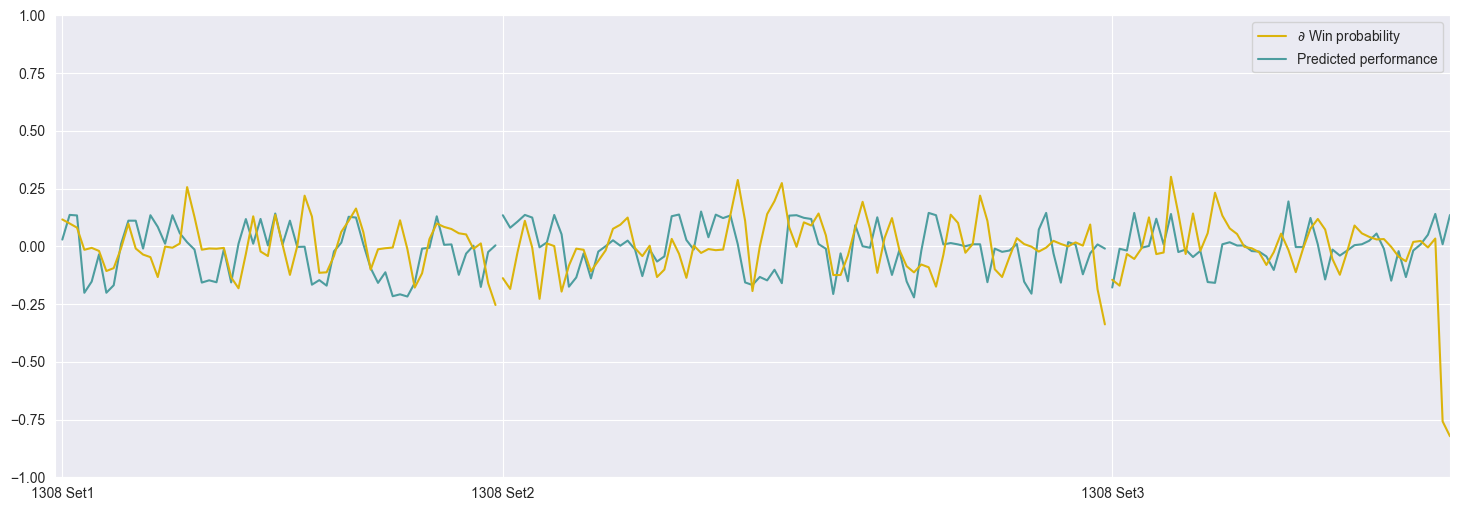 1.00
0.75
0.50
0.25
0.00
−0.25
−0.50
−0.75
−1.00
1308 Set1
1308 Set2
1308 Set3
∂ Win probability
Predicted performance